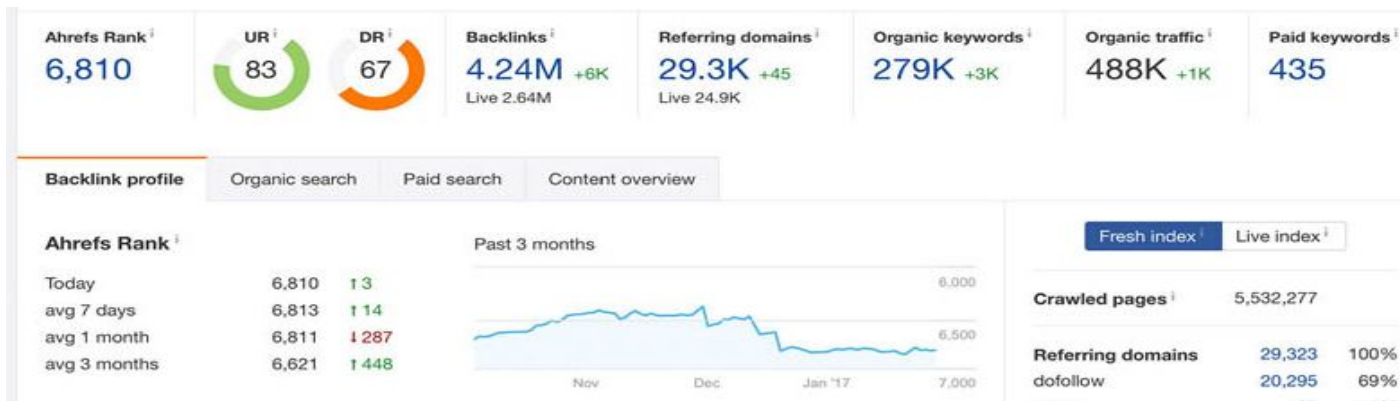 Ahrefs Rank i
6,810
UR i
83
DR i
67
Backlinks i
4.24M +6K
Live 2.64M
Referring domains i
29.3K +45
Live 24.9K
Organic keywords i
279K +3K
Organic traffic i
488K +1K
Paid keywords i
435
Backlink profile Organic search Paid search Content overview
Ahrefs Rank i
Today 6,810 ↑3
avg 7 days 6,813 ↑14
avg 1 month 6,811 ↓287
avg 3 months 6,621 ↑448
Past 3 months
6,000
6,500
7,000
Nov Dec Jan '17
Fresh index i Live index i
Crawled pages i 5,532,277
Referring domains 29,323 100%
dofollow 20,295 69%